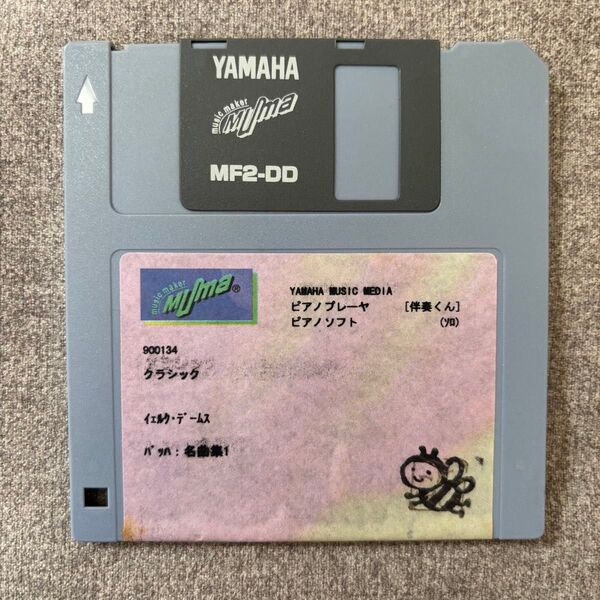 YAMAHA
music maker
Muma
MF2-DD
music maker
Muma®
YAMAHA MUSIC MEDIA
ピアノプレーヤ [伴奏くん]
ピアノソフト (ソロ)
900134
クラシック
イェルク・デームス
バッハ:名曲集1